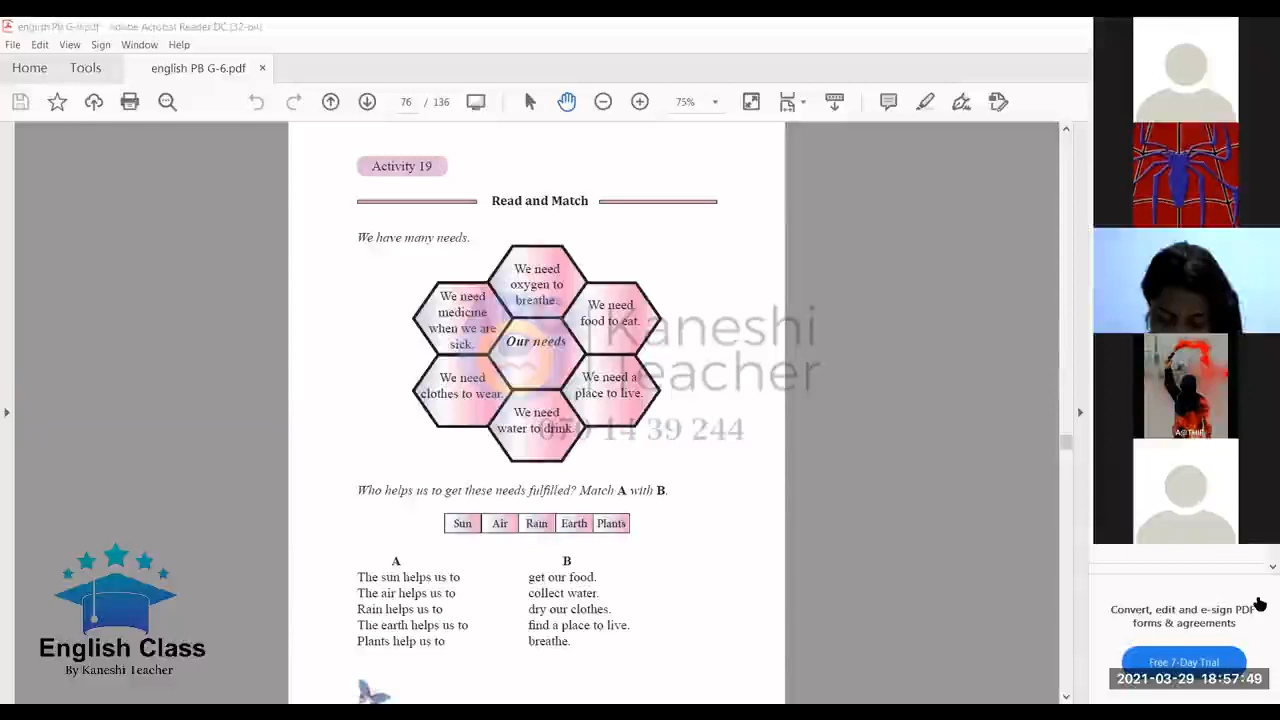 english PB G-6.pdf - Adobe Acrobat Reader DC (32-bit)
File Edit View Sign Window Help
Home Tools english PB G-6.pdf ×
76 / 136 75%
Activity 19
Read and Match
We have many needs.
We need
oxygen to
breathe.
We need
medicine
when we are
sick.
We need
food to eat.
Our needs
We need
clothes to wear.
We need a
place to live.
We need
water to drink.
Kaneshi
Teacher
079 14 39 244
Who helps us to get these needs fulfilled? Match A with B.
Sun Air Rain Earth Plants
A B
The sun helps us to get our food.
The air helps us to collect water.
Rain helps us to dry our clothes.
The earth helps us to find a place to live.
Plants help us to breathe.
English Class
By Kaneshi Teacher
Convert, edit and e-sign PDF
forms & agreements
Free 7-Day Trial
2021-03-29 18:57:49